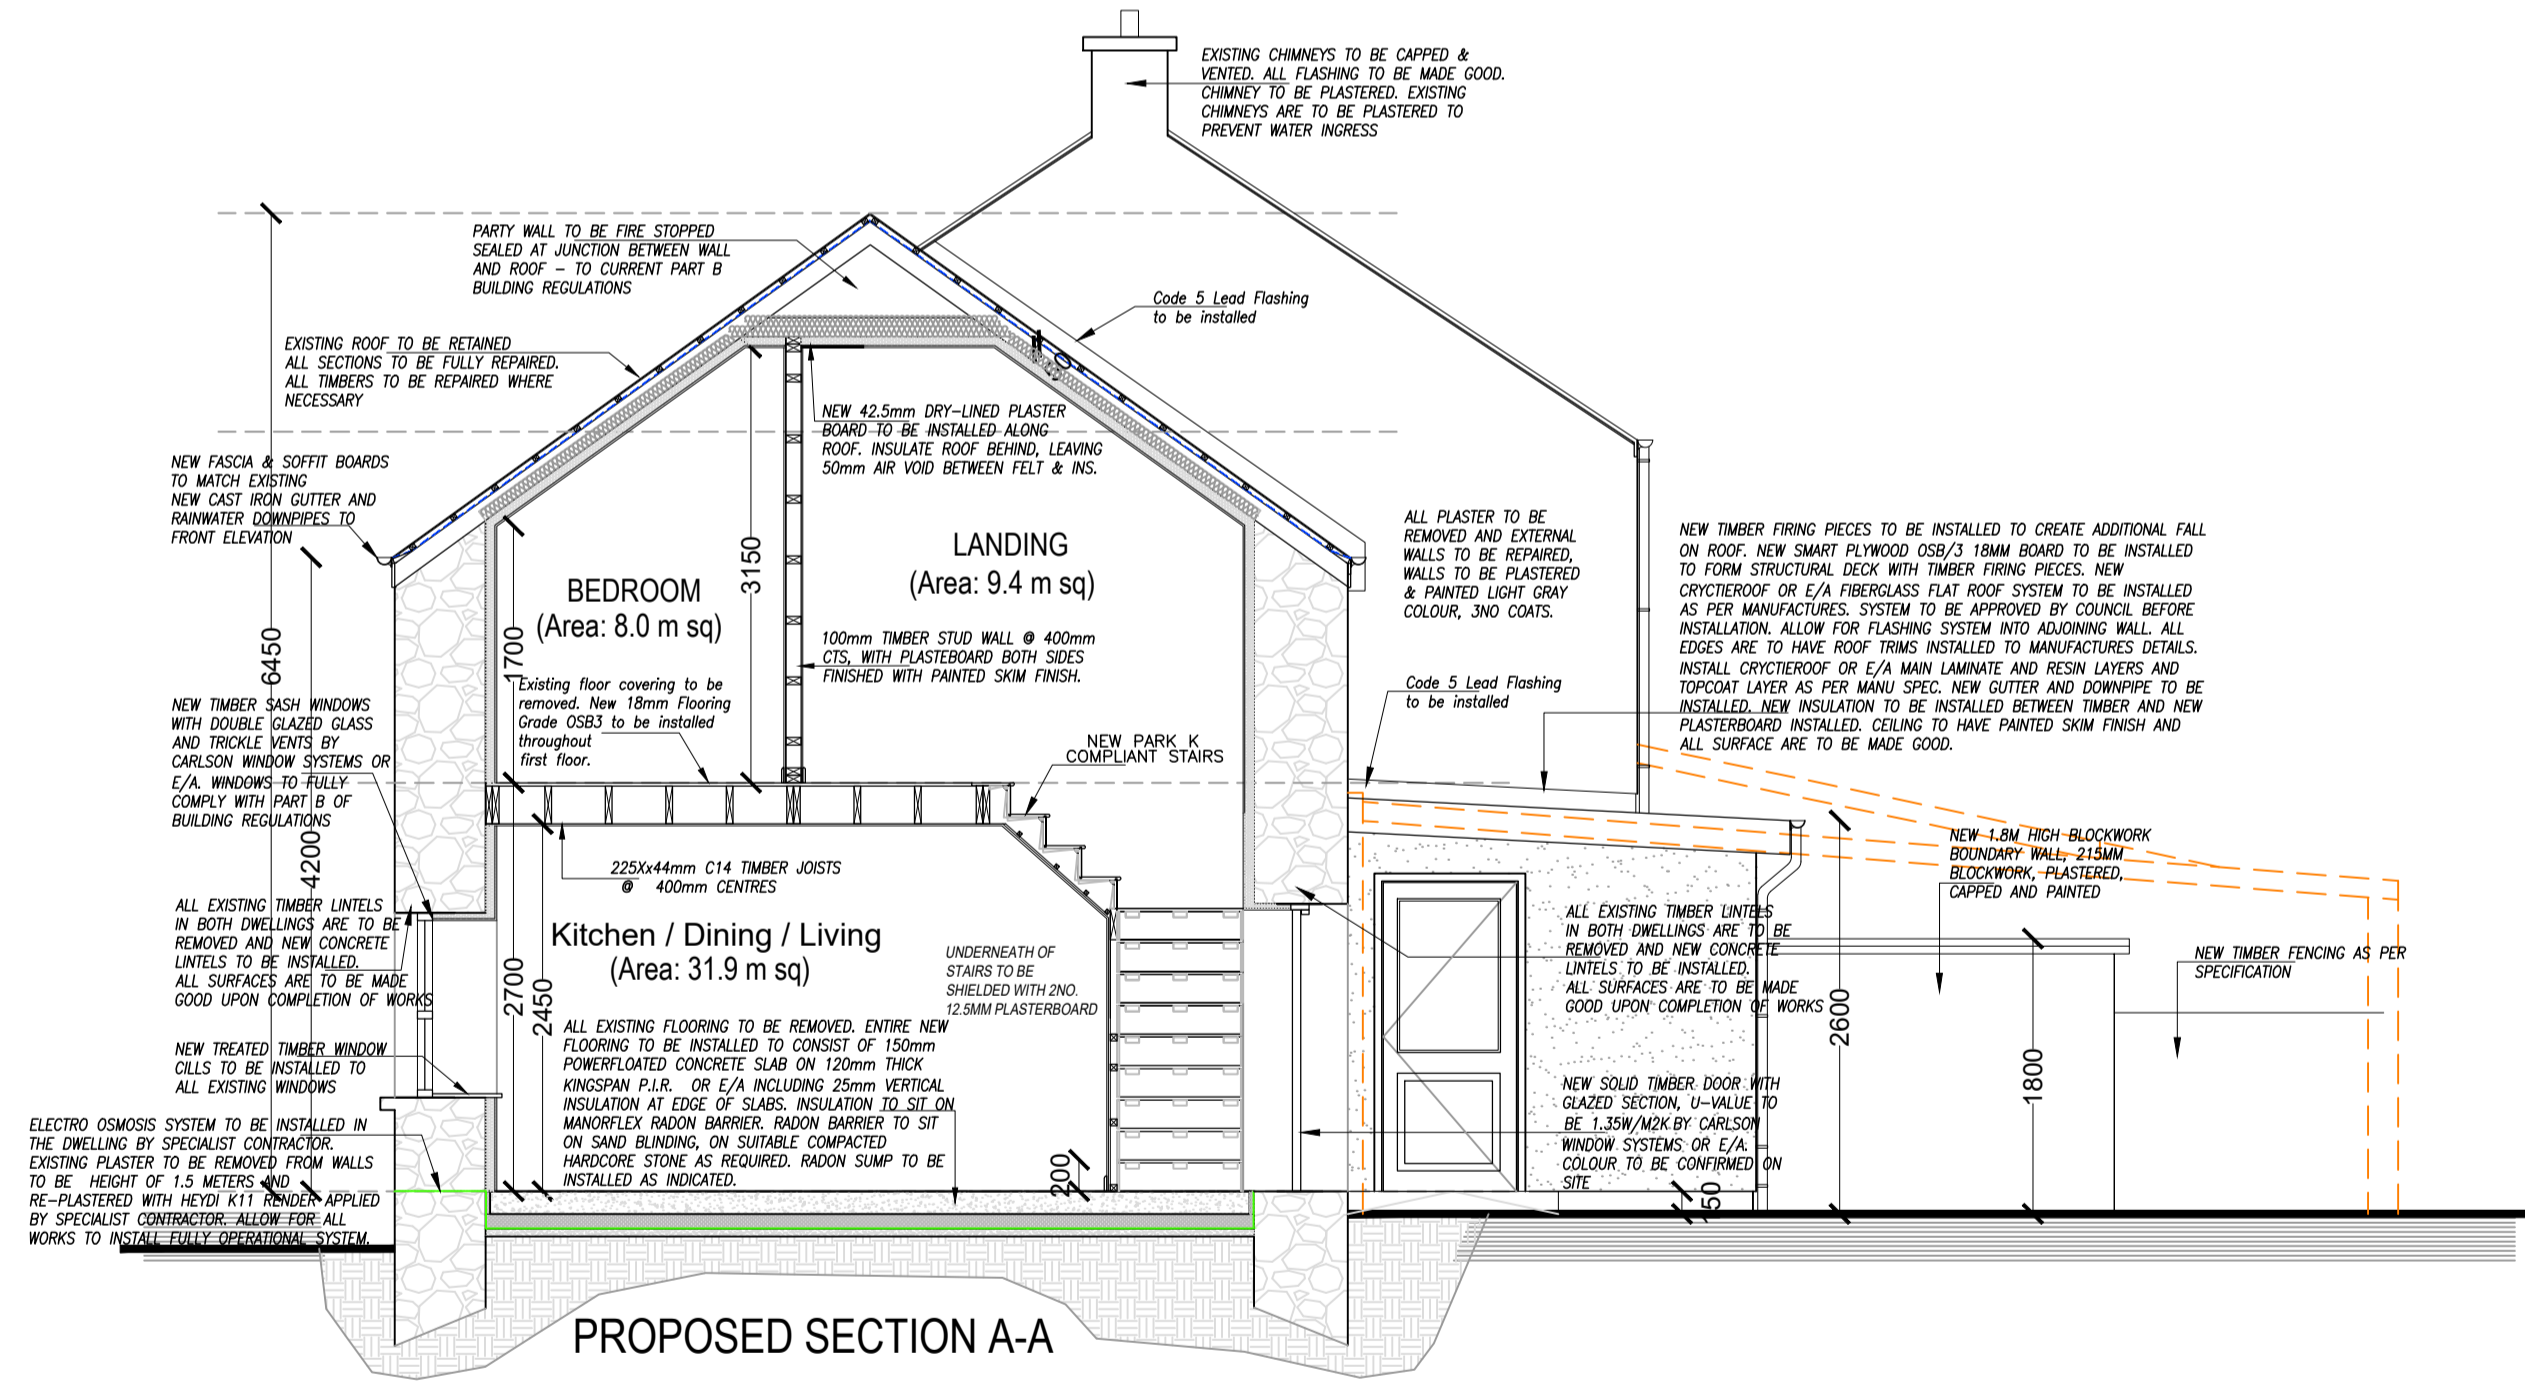 EXISTING CHIMNEYS TO BE CAPPED &
VENTED. ALL FLASHING TO BE MADE GOOD.
CHIMNEY TO BE PLASTERED. EXISTING
CHIMNEYS ARE TO BE PLASTERED TO
PREVENT WATER INGRESS
PARTY WALL TO BE FIRE STOPPED
SEALED AT JUNCTION BETWEEN WALL
AND ROOF – TO CURRENT PART B
BUILDING REGULATIONS
Code 5 Lead Flashing
to be installed
EXISTING ROOF TO BE RETAINED
ALL SECTIONS TO BE FULLY REPAIRED.
ALL TIMBERS TO BE REPAIRED WHERE
NECESSARY
NEW 42.5mm DRY–LINED PLASTER
BOARD TO BE INSTALLED ALONG
ROOF. INSULATE ROOF BEHIND, LEAVING
50mm AIR VOID BETWEEN FELT & INS.
NEW FASCIA & SOFFIT BOARDS
TO MATCH EXISTING
NEW CAST IRON GUTTER AND
RAINWATER DOWNPIPES TO
FRONT ELEVATION
ALL PLASTER TO BE
REMOVED AND EXTERNAL
WALLS TO BE REPAIRED,
WALLS TO BE PLASTERED
& PAINTED LIGHT GRAY
COLOUR, 3NO COATS.
NEW TIMBER FIRING PIECES TO BE INSTALLED TO CREATE ADDITIONAL FALL
ON ROOF. NEW SMART PLYWOOD OSB/3 18MM BOARD TO BE INSTALLED
TO FORM STRUCTURAL DECK WITH TIMBER FIRING PIECES. NEW
CRYCTIEROOF OR E/A FIBERGLASS FLAT ROOF SYSTEM TO BE INSTALLED
AS PER MANUFACTURES. SYSTEM TO BE APPROVED BY COUNCIL BEFORE
INSTALLATION. ALLOW FOR FLASHING SYSTEM INTO ADJOINING WALL. ALL
EDGES ARE TO HAVE ROOF TRIMS INSTALLED TO MANUFACTURES DETAILS.
INSTALL CRYCTIEROOF OR E/A MAIN LAMINATE AND RESIN LAYERS AND
TOPCOAT LAYER AS PER MANU SPEC. NEW GUTTER AND DOWNPIPE TO BE
INSTALLED. NEW INSULATION TO BE INSTALLED BETWEEN TIMBER AND NEW
PLASTERBOARD INSTALLED. CEILING TO HAVE PAINTED SKIM FINISH AND
ALL SURFACE ARE TO BE MADE GOOD.
BEDROOM
(Area: 8.0 m sq)
3150
LANDING
(Area: 9.4 m sq)
6450
1700
100mm TIMBER STUD WALL @ 400mm
CTS, WITH PLASTEBOARD BOTH SIDES
FINISHED WITH PAINTED SKIM FINISH.
Existing floor covering to be
removed. New 18mm Flooring
Grade OSB3 to be installed
throughout
first floor.
NEW PARK K
COMPLIANT STAIRS
Code 5 Lead Flashing
to be installed
NEW TIMBER SASH WINDOWS
WITH DOUBLE GLAZED GLASS
AND TRICKLE VENTS BY
CARLSON WINDOW SYSTEMS OR
E/A. WINDOWS TO FULLY
COMPLY WITH PART B OF
BUILDING REGULATIONS
4200
225Xx44mm C14 TIMBER JOISTS
@ 400mm CENTRES
NEW 1.8M HIGH BLOCKWORK
BOUNDARY WALL, 215MM
BLOCKWORK, PLASTERED,
CAPPED AND PAINTED
ALL EXISTING TIMBER LINTELS
IN BOTH DWELLINGS ARE TO BE
REMOVED AND NEW CONCRETE
LINTELS TO BE INSTALLED.
ALL SURFACES ARE TO BE MADE
GOOD UPON COMPLETION OF WORKS
Kitchen / Dining / Living
(Area: 31.9 m sq)
2700
2450
UNDERNEATH OF
STAIRS TO BE
SHIELDED WITH 2NO.
12.5MM PLASTERBOARD
ALL EXISTING TIMBER LINTELS
IN BOTH DWELLINGS ARE TO BE
REMOVED AND NEW CONCRETE
LINTELS TO BE INSTALLED.
ALL SURFACES ARE TO BE MADE
GOOD UPON COMPLETION OF WORKS
2600
1800
NEW TIMBER FENCING AS PER
SPECIFICATION
ALL EXISTING FLOORING TO BE REMOVED. ENTIRE NEW
FLOORING TO BE INSTALLED TO CONSIST OF 150mm
POWERFLOATED CONCRETE SLAB ON 120mm THICK
KINGSPAN P.I.R. OR E/A INCLUDING 25mm VERTICAL
INSULATION AT EDGE OF SLABS. INSULATION TO SIT ON
MANORFLEX RADON BARRIER. RADON BARRIER TO SIT
ON SAND BLINDING, ON SUITABLE COMPACTED
HARDCORE STONE AS REQUIRED. RADON SUMP TO BE
INSTALLED AS INDICATED.
200
NEW TREATED TIMBER WINDOW
CILLS TO BE INSTALLED TO
ALL EXISTING WINDOWS
NEW SOLID TIMBER DOOR WITH
GLAZED SECTION, U–VALUE TO
BE 1.35W/M2K BY CARLSON
WINDOW SYSTEMS OR E/A.
COLOUR TO BE CONFIRMED ON
SITE
ELECTRO OSMOSIS SYSTEM TO BE INSTALLED IN
THE DWELLING BY SPECIALIST CONTRACTOR.
EXISTING PLASTER TO BE REMOVED FROM WALLS
TO BE HEIGHT OF 1.5 METERS AND
RE–PLASTERED WITH HEYDI K11 RENDER APPLIED
BY SPECIALIST CONTRACTOR. ALLOW FOR ALL
WORKS TO INSTALL FULLY OPERATIONAL SYSTEM.
PROPOSED SECTION A-A